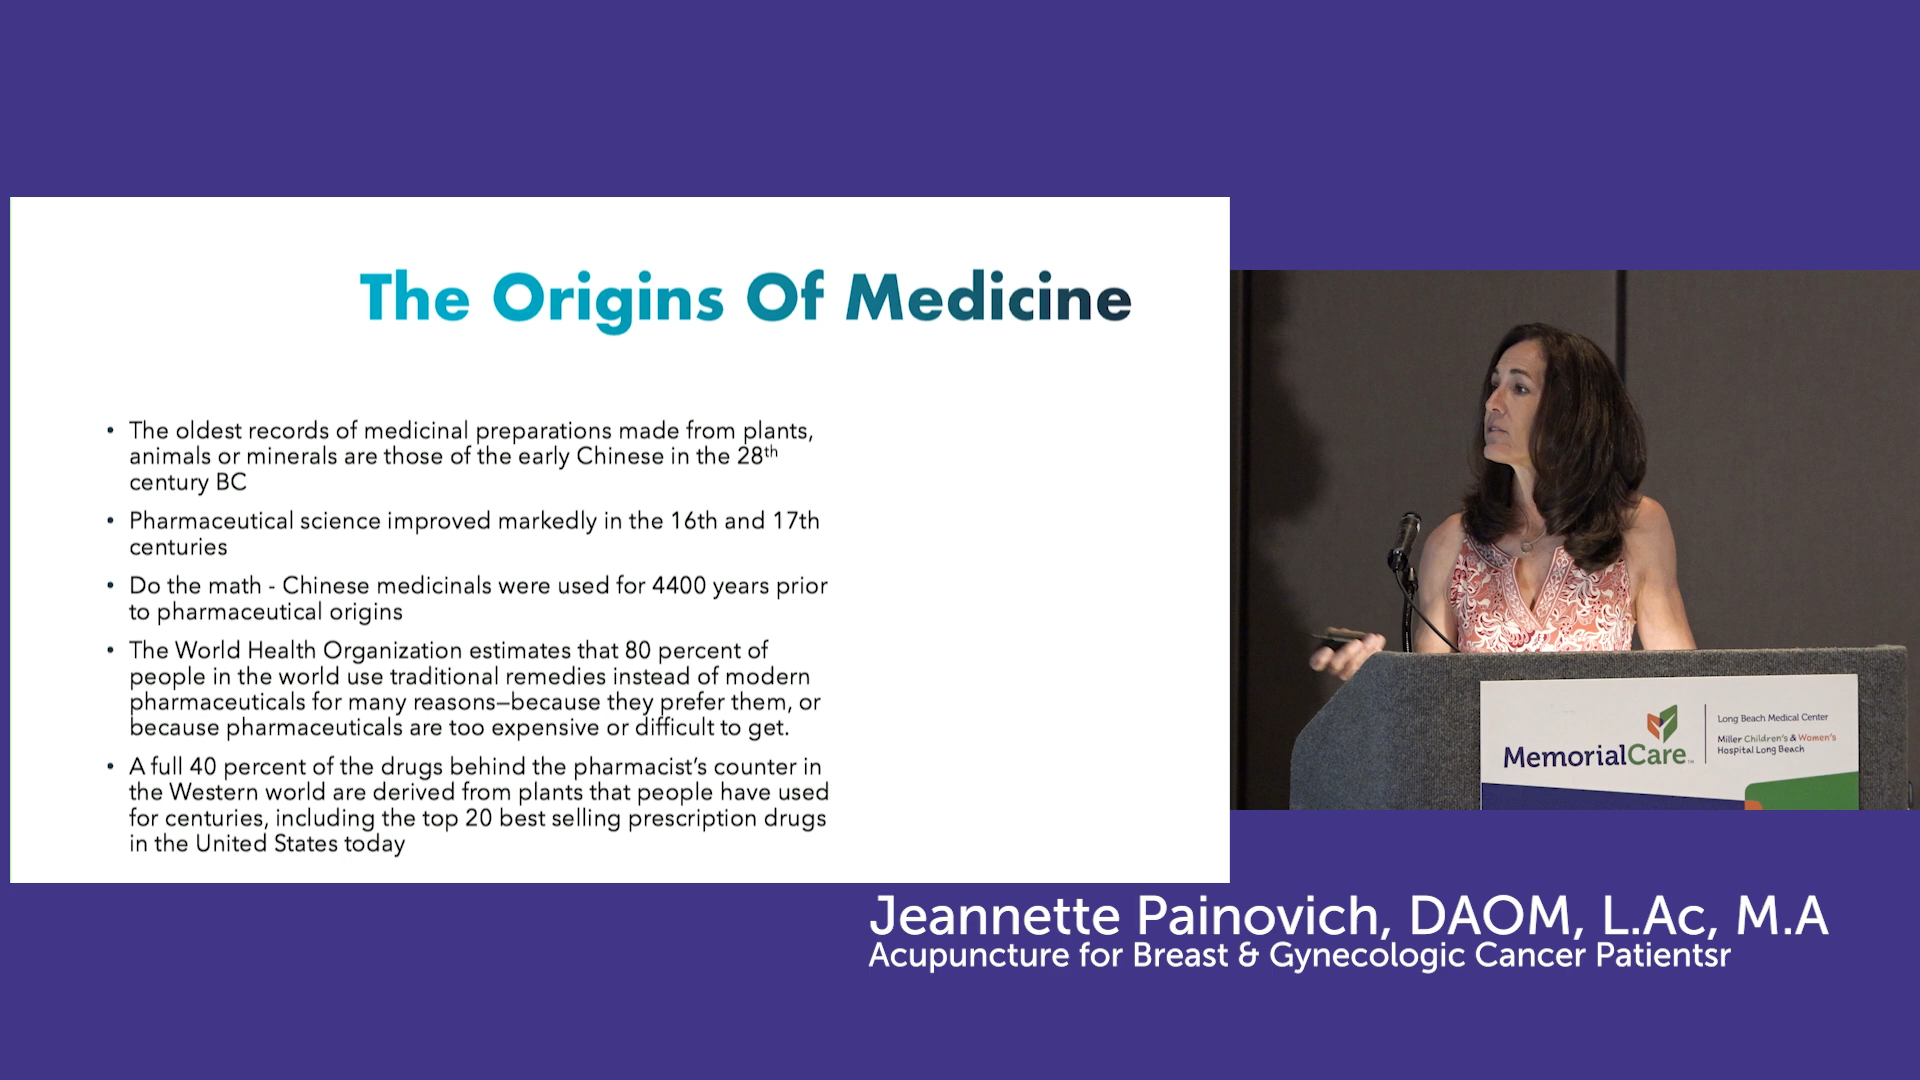 The Origins Of Medicine
• The oldest records of medicinal preparations made from plants,
animals or minerals are those of the early Chinese in the 28th
century BC
• Pharmaceutical science improved markedly in the 16th and 17th
centuries
• Do the math - Chinese medicinals were used for 4400 years prior
to pharmaceutical origins
• The World Health Organization estimates that 80 percent of
people in the world use traditional remedies instead of modern
pharmaceuticals for many reasons—because they prefer them, or
because pharmaceuticals are too expensive or difficult to get.
• A full 40 percent of the drugs behind the pharmacist's counter in
the Western world are derived from plants that people have used
for centuries, including the top 20 best selling prescription drugs
in the United States today
MemorialCare™
Long Beach Medical Center
Miller Children's & Women's
Hospital Long Beach
Jeannette Painovich, DAOM, L.Ac, M.A
Acupuncture for Breast & Gynecologic Cancer Patientsr